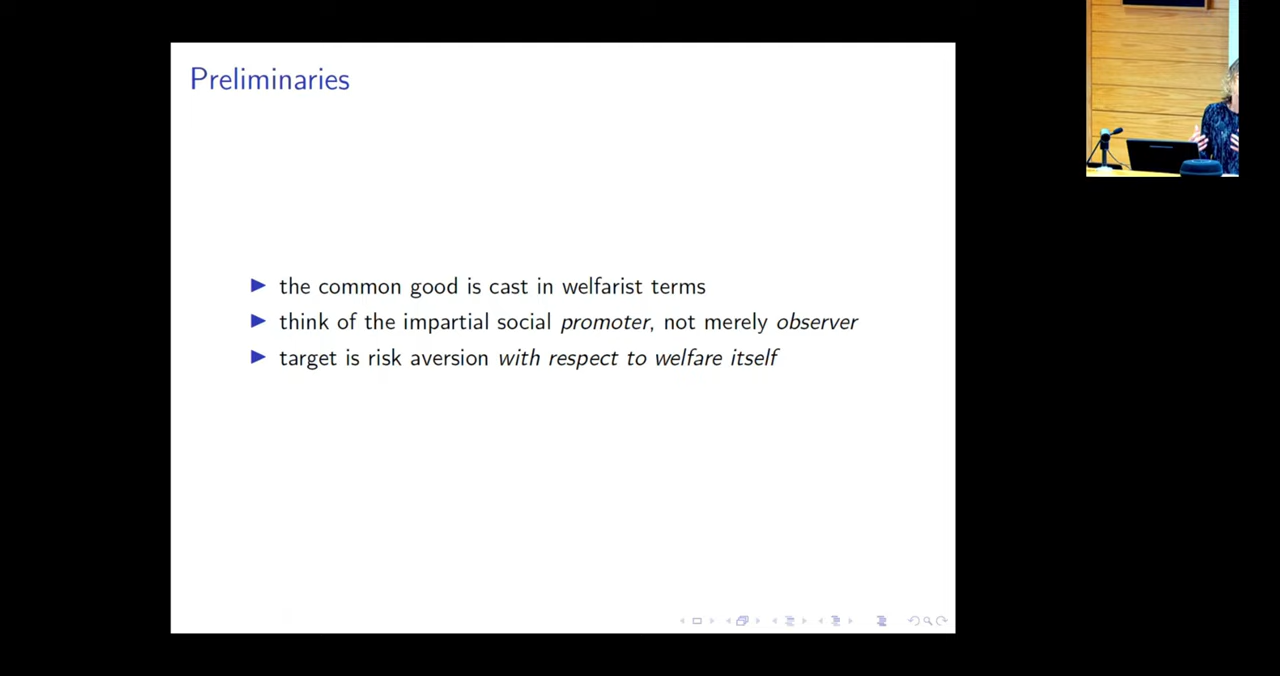 Preliminaries
the common good is cast in welfarist terms
think of the impartial social promoter, not merely observer
target is risk aversion with respect to welfare itself